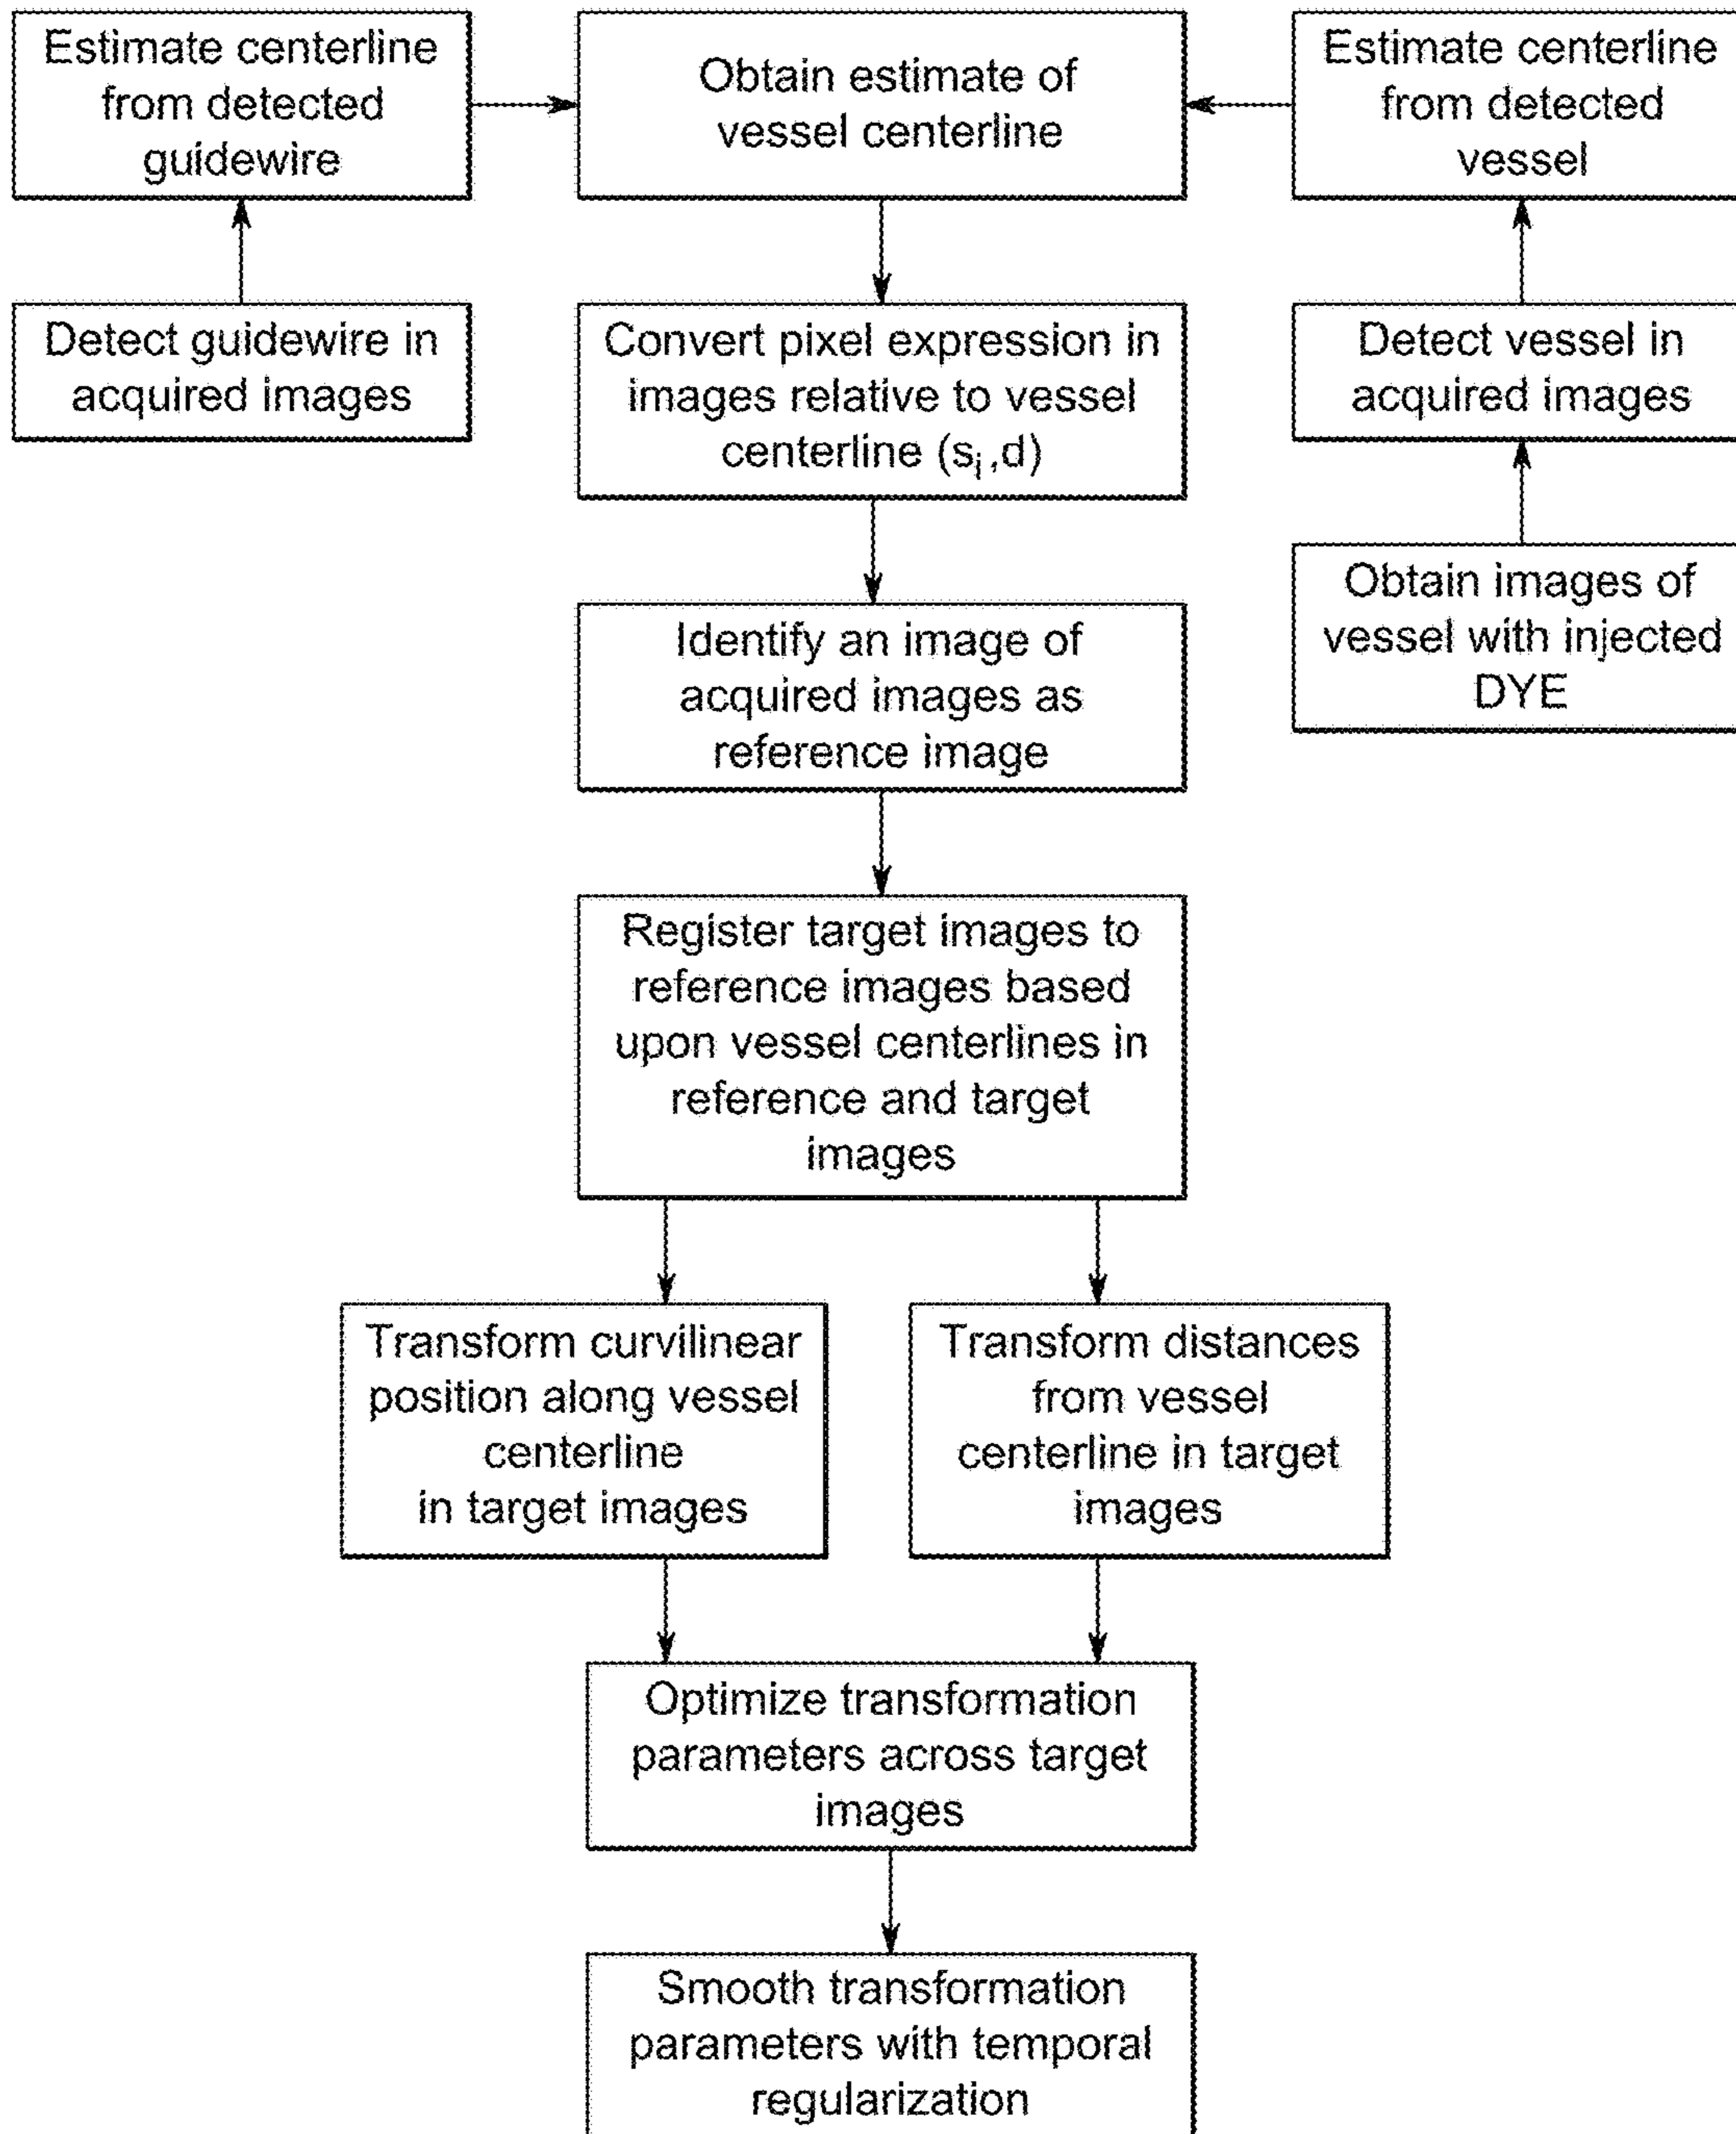 Estimate centerline
from detected
guidewire
Obtain estimate of
vessel centerline
Estimate centerline
from detected
vessel
Detect guidewire in
acquired images
Convert pixel expression in
images relative to vessel
centerline (sᵢ,d)
Detect vessel in
acquired images
Obtain images of
vessel with injected
DYE
Identify an image of
acquired images as
reference image
Register target images to
reference images based
upon vessel centerlines in
reference and target
images
Transform curvilinear
position along vessel
centerline
in target images
Transform distances
from vessel
centerline in target
images
Optimize transformation
parameters across target
images
Smooth transformation
parameters with temporal
regularization